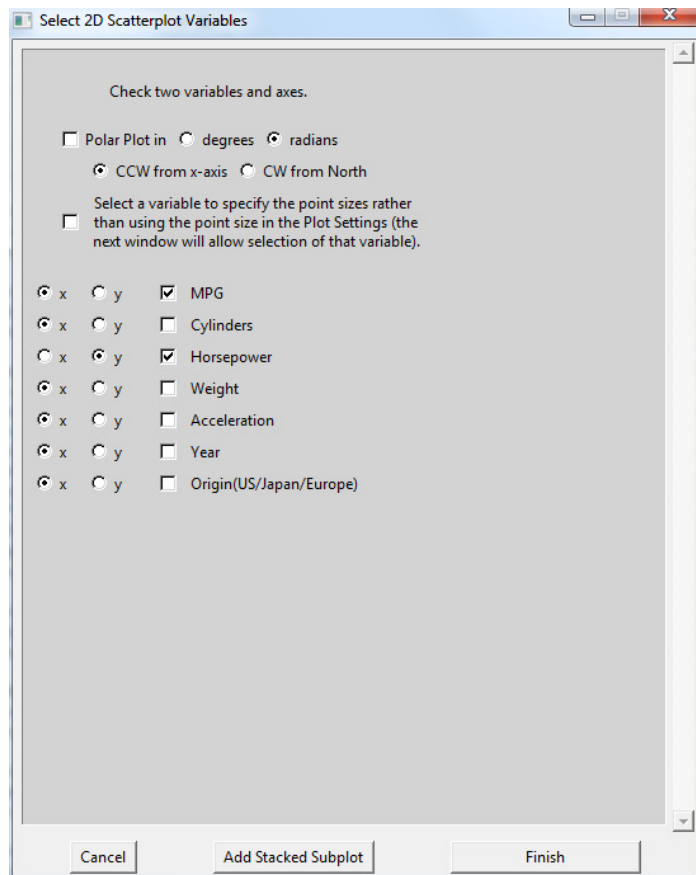 Select 2D Scatterplot Variables
Check two variables and axes.
Polar Plot in degrees radians
CCW from x-axis CW from North
Select a variable to specify the point sizes rather
than using the point size in the Plot Settings (the
next window will allow selection of that variable).
x y MPG
x y Cylinders
x y Horsepower
x y Weight
x y Acceleration
x y Year
x y Origin(US/Japan/Europe)
Cancel Add Stacked Subplot Finish